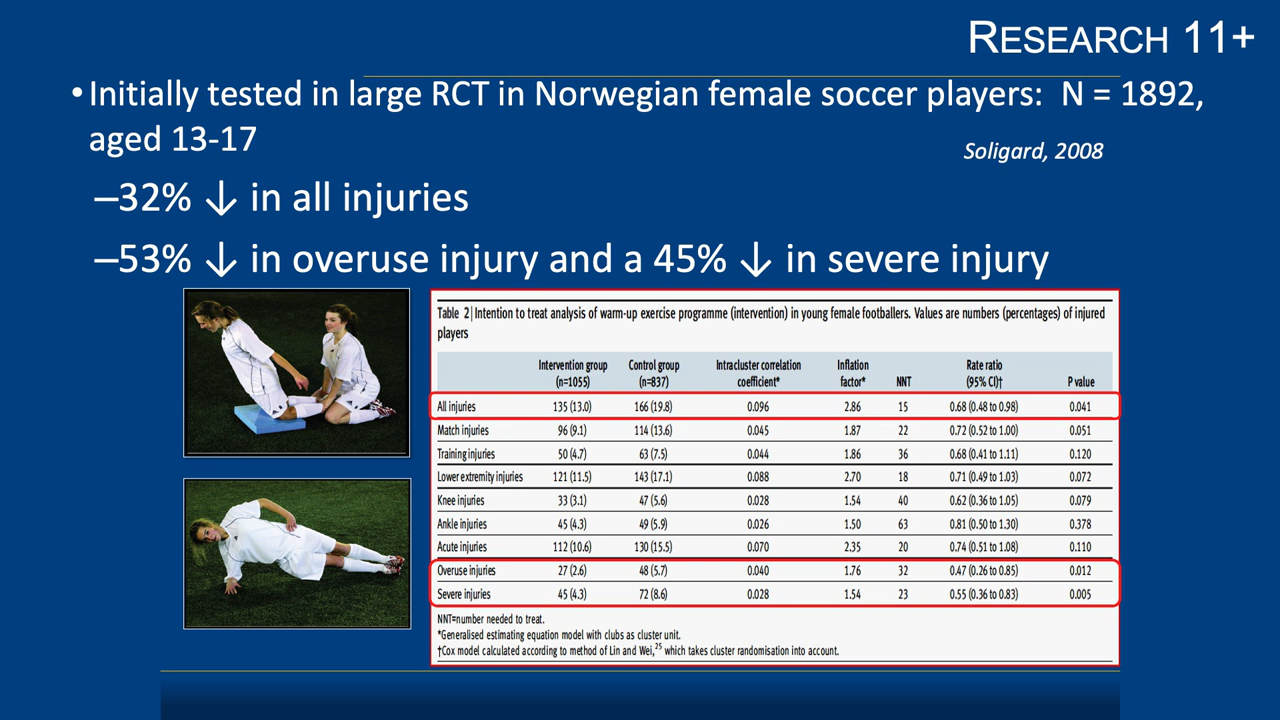 RESEARCH 11+
•Initially tested in large RCT in Norwegian female soccer players: N = 1892,
aged 13-17
Soligard, 2008
–32% ↓ in all injuries
–53% ↓ in overuse injury and a 45% ↓ in severe injury
Table 2|Intention to treat analysis of warm-up exercise programme (intervention) in young female footballers. Values are numbers (percentages) of injured
players
Intervention group Control group Intracluster correlation Inflation Rate ratio
(n=1055) (n=837) coefficient* factor* NNT (95% CI)† P value
All injuries 135 (13.0) 166 (19.8) 0.096 2.86 15 0.68 (0.48 to 0.98) 0.041
Match injuries 96 (9.1) 114 (13.6) 0.045 1.87 22 0.72 (0.52 to 1.00) 0.051
Training injuries 50 (4.7) 63 (7.5) 0.044 1.86 36 0.68 (0.41 to 1.11) 0.120
Lower extremity injuries 121 (11.5) 143 (17.1) 0.088 2.70 18 0.71 (0.49 to 1.03) 0.072
Knee injuries 33 (3.1) 47 (5.6) 0.028 1.54 40 0.62 (0.36 to 1.05) 0.079
Ankle injuries 45 (4.3) 49 (5.9) 0.026 1.50 63 0.81 (0.50 to 1.30) 0.378
Acute injuries 112 (10.6) 130 (15.5) 0.070 2.35 20 0.74 (0.51 to 1.08) 0.110
Overuse injuries 27 (2.6) 48 (5.7) 0.040 1.76 32 0.47 (0.26 to 0.85) 0.012
Severe injuries 45 (4.3) 72 (8.6) 0.028 1.54 23 0.55 (0.36 to 0.83) 0.005
NNT=number needed to treat.
*Generalised estimating equation model with clubs as cluster unit.
†Cox model calculated according to method of Lin and Wei,25 which takes cluster randomisation into account.